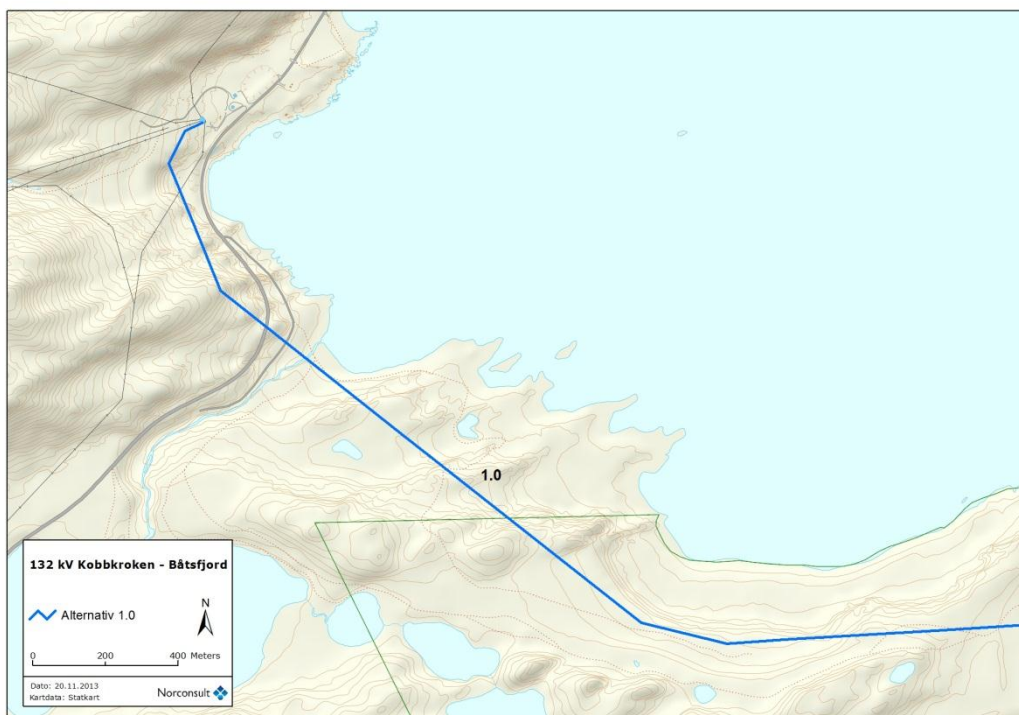 1.0
132 kV Kobbkroken - Båtsfjord
Alternativ 1.0
N
0 200 400 Meters
Dato: 20.11.2013
Kartdata: Statkart
Norconsult